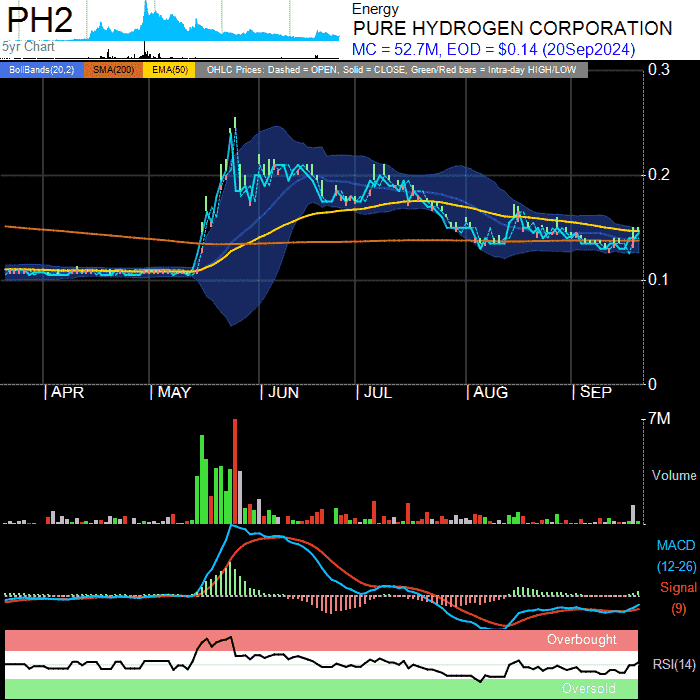 PH2
5yr Chart
Energy
PURE HYDROGEN CORPORATION
MC = 52.7M, EOD = $0.14 (20Sep2024)
BollBands(20,2) SMA(200) EMA(50) OHLC Prices: Dashed = OPEN, Solid = CLOSE, Green/Red bars = Intra-day HIGH/LOW
0.3
0.2
0.1
0
| APR | MAY | JUN | JUL | AUG | SEP
7M
Volume
MACD
(12-26)
Signal
(9)
Overbought
RSI(14)
Oversold